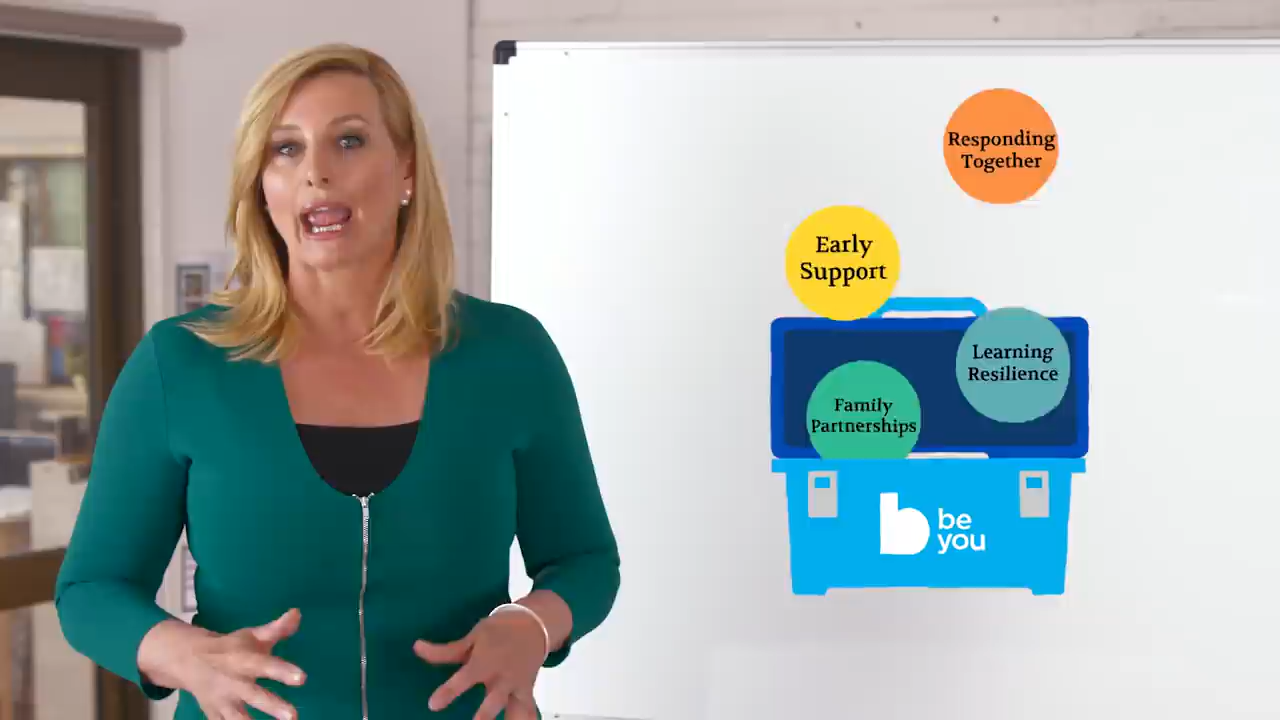 Responding
Together
Early
Support
Learning
Resilience
Family
Partnerships
be
you